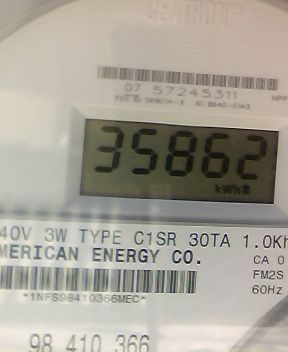 CENTRON
07 57245311
35862
kWh
40V 3W TYPE C1SR 30TA 1.0Kh
MERICAN ENERGY CO.
CA 0
FM2S
60Hz
*1NFS98410366MEC*
98 410 366